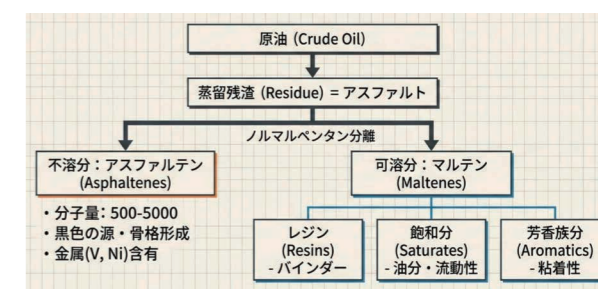 原油 (Crude Oil)
蒸留残渣 (Residue) = アスファルト
ノルマルペンタン分離
不溶分：アスファルテン
(Asphaltenes)
可溶分：マルテン
(Maltenes)
・分子量: 500-5000
・黒色の源・骨格形成
・金属(V, Ni)含有
レジン
(Resins)
- バインダー
飽和分
(Saturates)
- 油分・流動性
芳香族分
(Aromatics)
- 粘着性